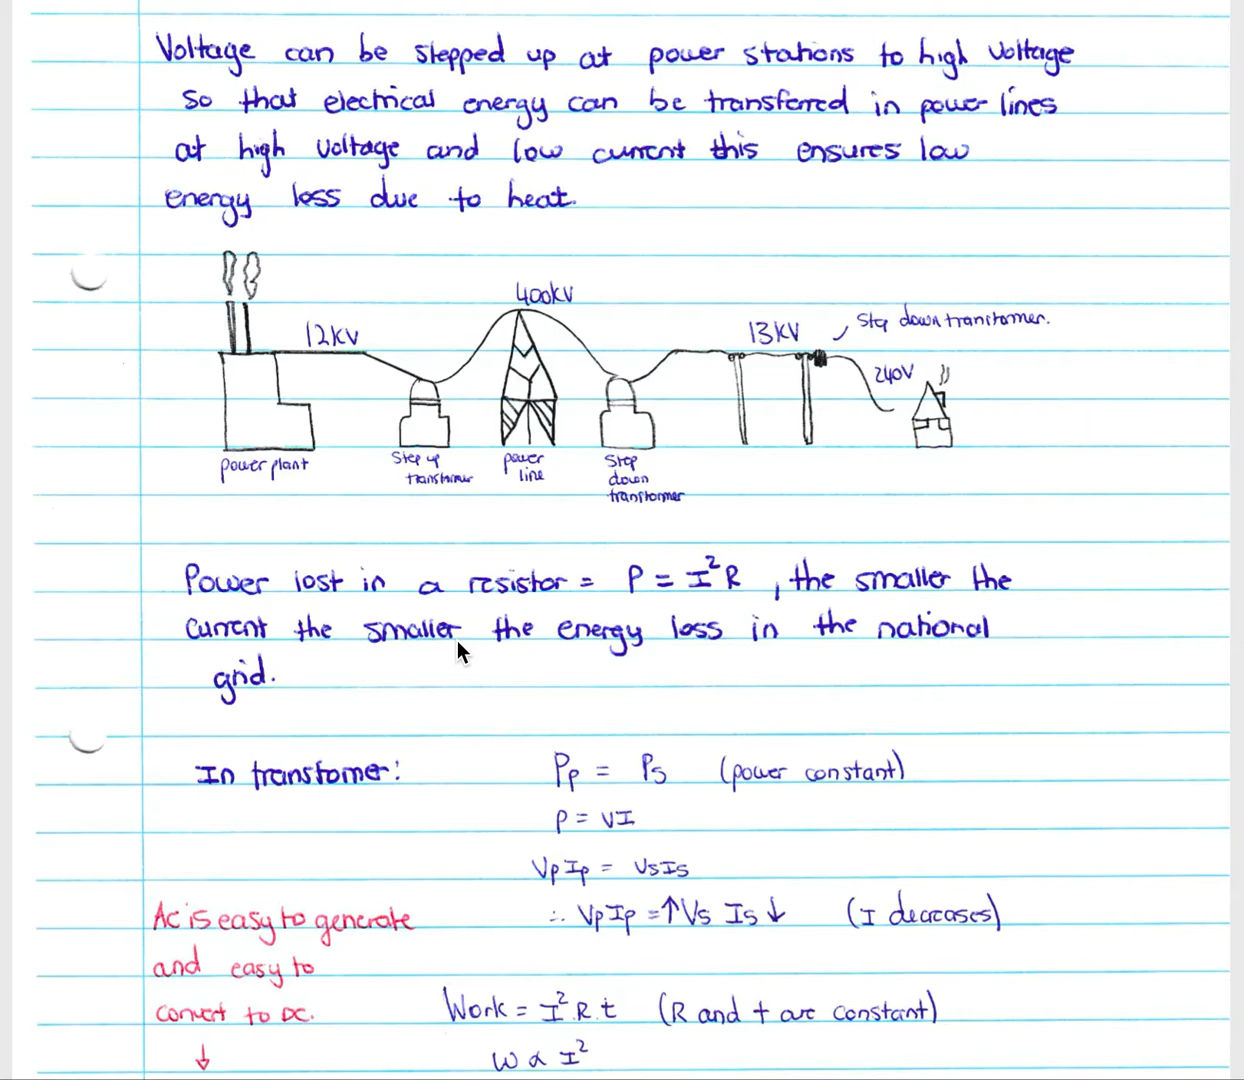 Voltage can be stepped up at power stations to high voltage
so that electrical energy can be transferred in power lines
at high voltage and low current this ensures low
energy loss due to heat.
400kV
12kV
13kV
Step down transformer.
240V
power plant
Step up
transformer
power
line
Step
down
transformer
Power lost in a resistor = P = I²R , the smaller the
current the smaller the energy loss in the national
grid.
In transfomer: Pp = Ps (power constant)
P = VI
VpIp = VsIs
∴ VpIp = ↑Vs Is↓ (I decreases)
Ac is easy to generate
and easy to
convert to DC.
↓
Work = I²Rt (R and t are constant)
W ∝ I²